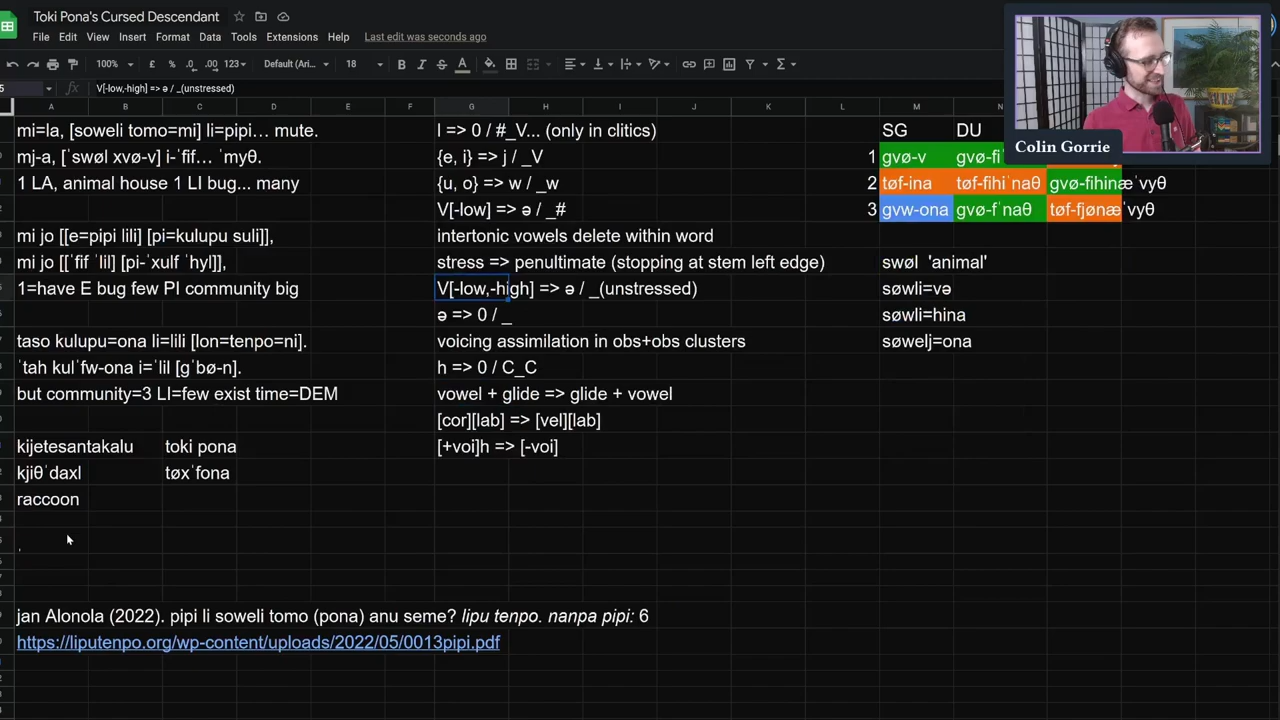 Toki Pona's Cursed Descendant
File Edit View Insert Format Data Tools Extensions Help Last edit was seconds ago
100% £ % .0 .00 123 Default (Ari... 18 B I S A
5 fx V[-low,-high] => ə / _(unstressed)
A B C D E F G H I J K L M N
mi=la, [soweli tomo=mi] li=pipi… mute.
mj-a, [ˈswøl xvø-v] i-ˈfif… ˈmyθ.
1 LA, animal house 1 LI bug... many
mi jo [[e=pipi lili] [pi=kulupu suli]],
mi jo [[ˈfif ˈlil] [pi-ˈxulf ˈhyl]],
1=have E bug few PI community big
taso kulupu=ona li=lili [lon=tenpo=ni].
ˈtah kulˈfw-ona i=ˈlil [gˈbø-n].
but community=3 LI=few exist time=DEM
kijetesantakalu toki pona
kjiθˈdaxl tøxˈfona
raccoon
l => 0 / #_V... (only in clitics)
{e, i} => j / _V
{u, o} => w / _w
V[-low] => ə / _#
intertonic vowels delete within word
stress => penultimate (stopping at stem left edge)
V[-low,-high] => ə / _(unstressed)
ə => 0 / _
voicing assimilation in obs+obs clusters
h => 0 / C_C
vowel + glide => glide + vowel
[cor][lab] => [vel][lab]
[+voi]h => [-voi]
SG DU
1 gvø-v gvø-fi
2 tøf-ina tøf-fihiˈnaθ gvø-fihinæˈvyθ
3 gvw-ona gvø-fˈnaθ tøf-fjønæˈvyθ
swøl 'animal'
søwli=və
søwli=hina
søwelj=ona
Colin Gorrie
jan Alonola (2022). pipi li soweli tomo (pona) anu seme? lipu tenpo. nanpa pipi: 6
https://liputenpo.org/wp-content/uploads/2022/05/0013pipi.pdf